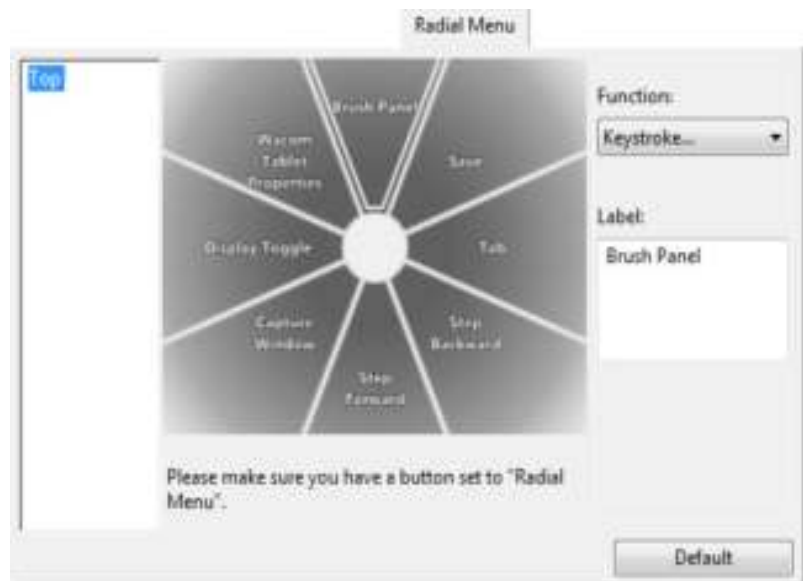 Radial Menu
Top
Brush Panel
Wacom
Tablet
Properties
Save
Display Toggle
Tab
Capture
Window
Step
Backward
Step
Forward
Function:
Keystroke...
Label:
Brush Panel
Please make sure you have a button set to "Radial
Menu".
Default